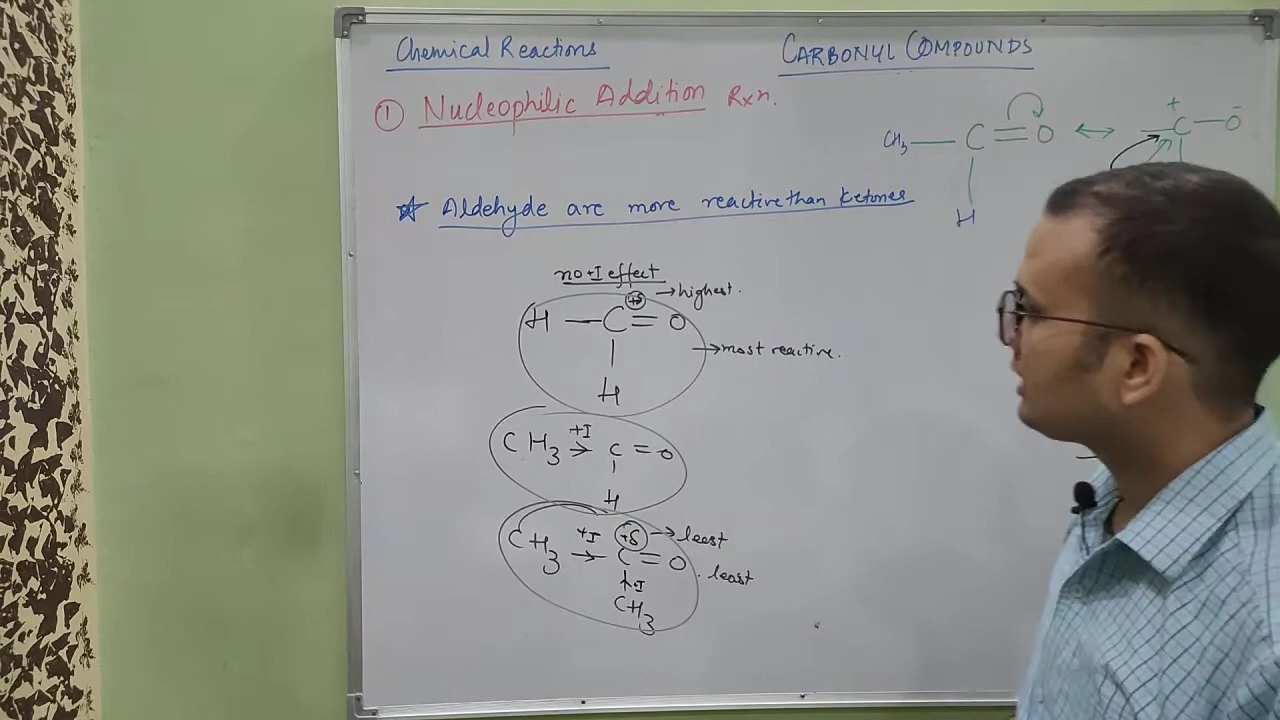 Chemical Reactions
CARBONYL COMPOUNDS
① Nucleophilic Addition Rxn.
CH3 — C = O ↔ + — C — O -
H
☆ Aldehyde are more reactive than Ketones
no +I effect
+δ → highest.
H — C = O
→ most reactive.
H
+I
CH3 → C = O
H
+I +δ → leest
CH3 → C = O
. least
+I
CH3